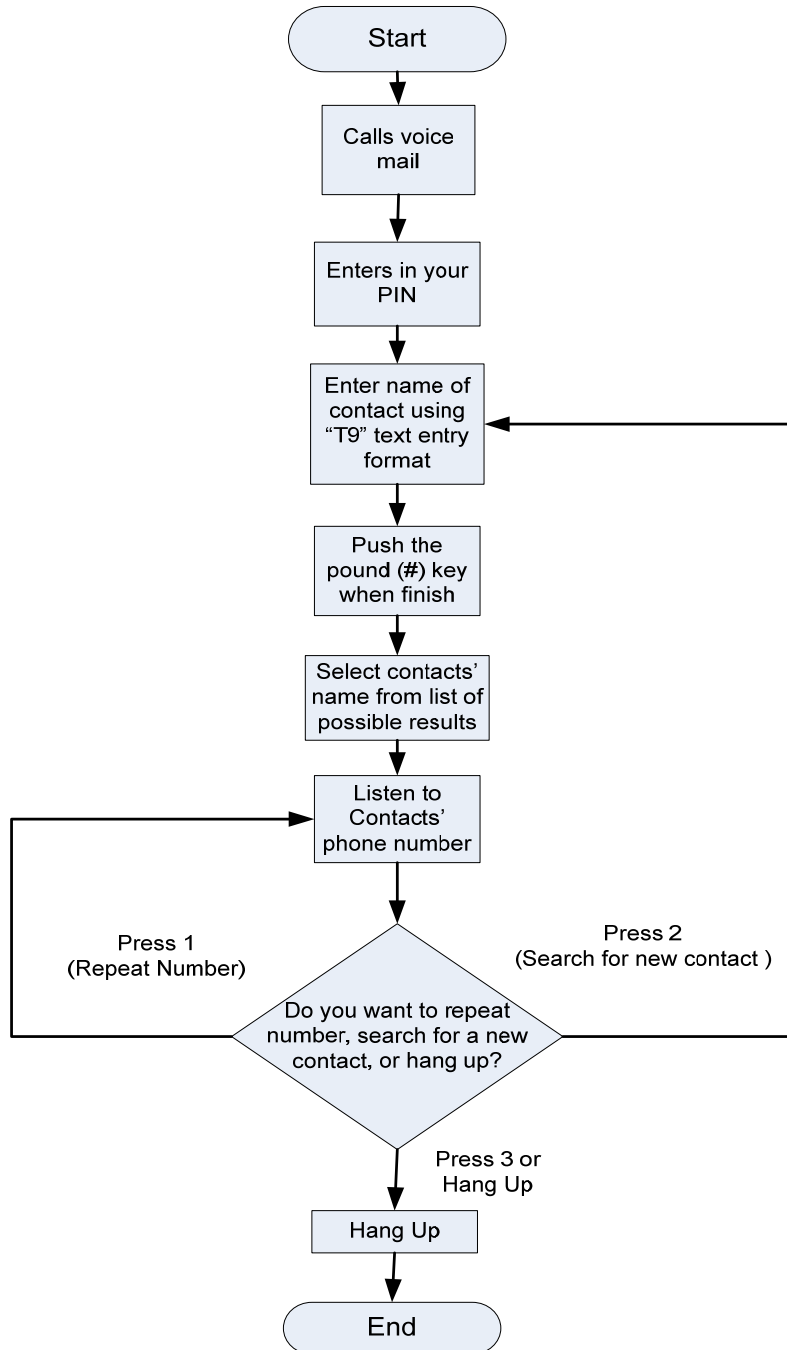 Start
Calls voice
mail
Enters in your
PIN
Enter name of
contact using
“T9” text entry
format
Push the
pound (#) key
when finish
Select contacts’
name from list of
possible results
Listen to
Contacts’
phone number
Press 1
(Repeat Number)
Press 2
(Search for new contact )
Do you want to repeat
number, search for a new
contact, or hang up?
Press 3 or
Hang Up
Hang Up
End